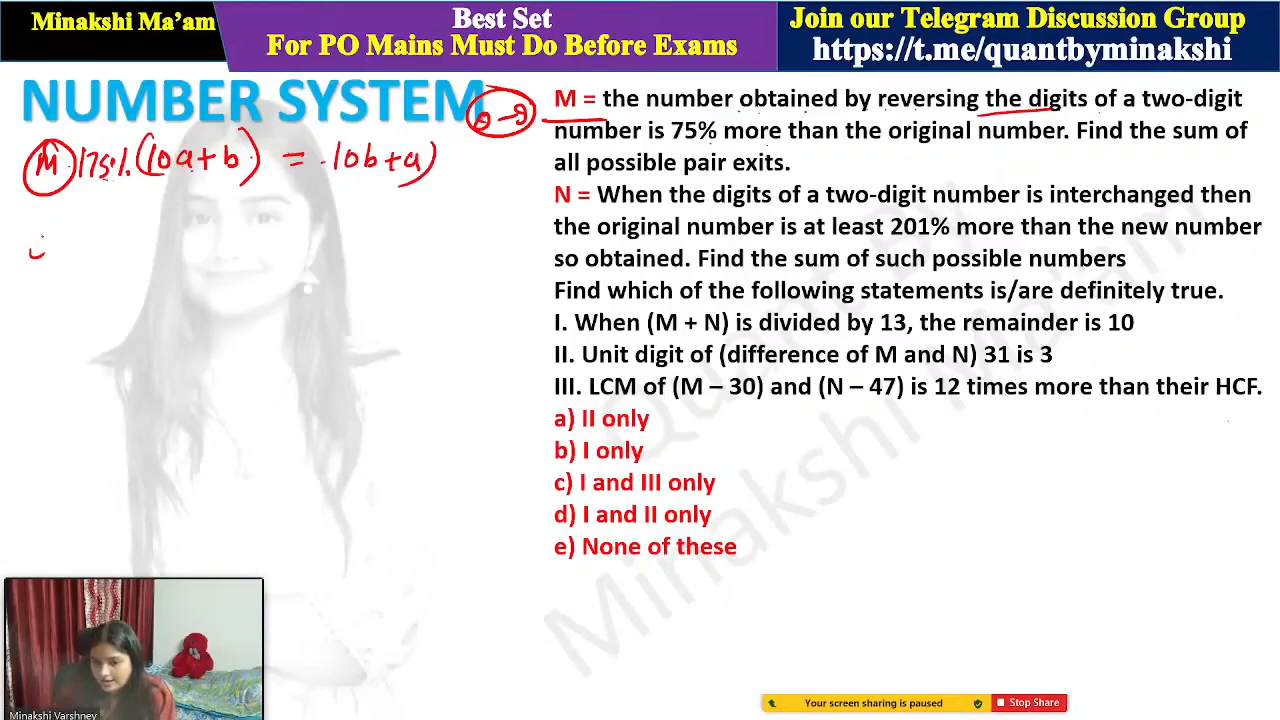 Minakshi Ma’am
Best Set
For PO Mains Must Do Before Exams
Join our Telegram Discussion Group
https://t.me/quantbyminakshi
NUMBER SYSTEM
M 175% (10a+b) = 10b+a)
M = the number obtained by reversing the digits of a two-digit
number is 75% more than the original number. Find the sum of
all possible pair exits.
N = When the digits of a two-digit number is interchanged then
the original number is at least 201% more than the new number
so obtained. Find the sum of such possible numbers
Find which of the following statements is/are definitely true.
I. When (M + N) is divided by 13, the remainder is 10
II. Unit digit of (difference of M and N) 31 is 3
III. LCM of (M – 30) and (N – 47) is 12 times more than their HCF.
a) II only
b) I only
c) I and III only
d) I and II only
e) None of these
Quant By
Minakshi Ma'am
Minakshi Varshney
Your screen sharing is paused
Stop Share